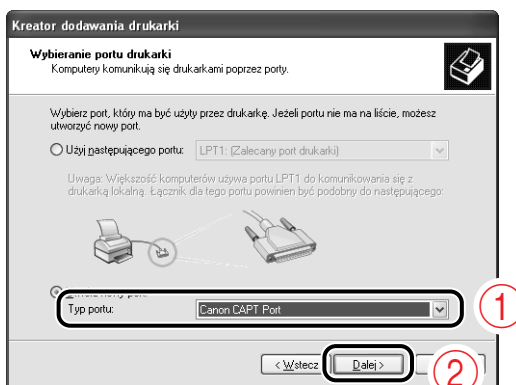 Kreator dodawania drukarki
Wybieranie portu drukarki
Komputery komunikują się drukarkami poprzez porty.
Wybierz port, który ma być użyty przez drukarkę. Jeżeli portu nie ma na liście, możesz
utworzyć nowy port.
Użyj następującego portu: LPT1: (Zalecany port drukarki)
Uwaga: Większość komputerów używa portu LPT1 do komunikowania się z
drukarką lokalną. Łącznik dla tego portu powinien być podobny do następującego:
nowy port
Typ portu: Canon CAPT Port
1
< Wstecz Dalej >
2